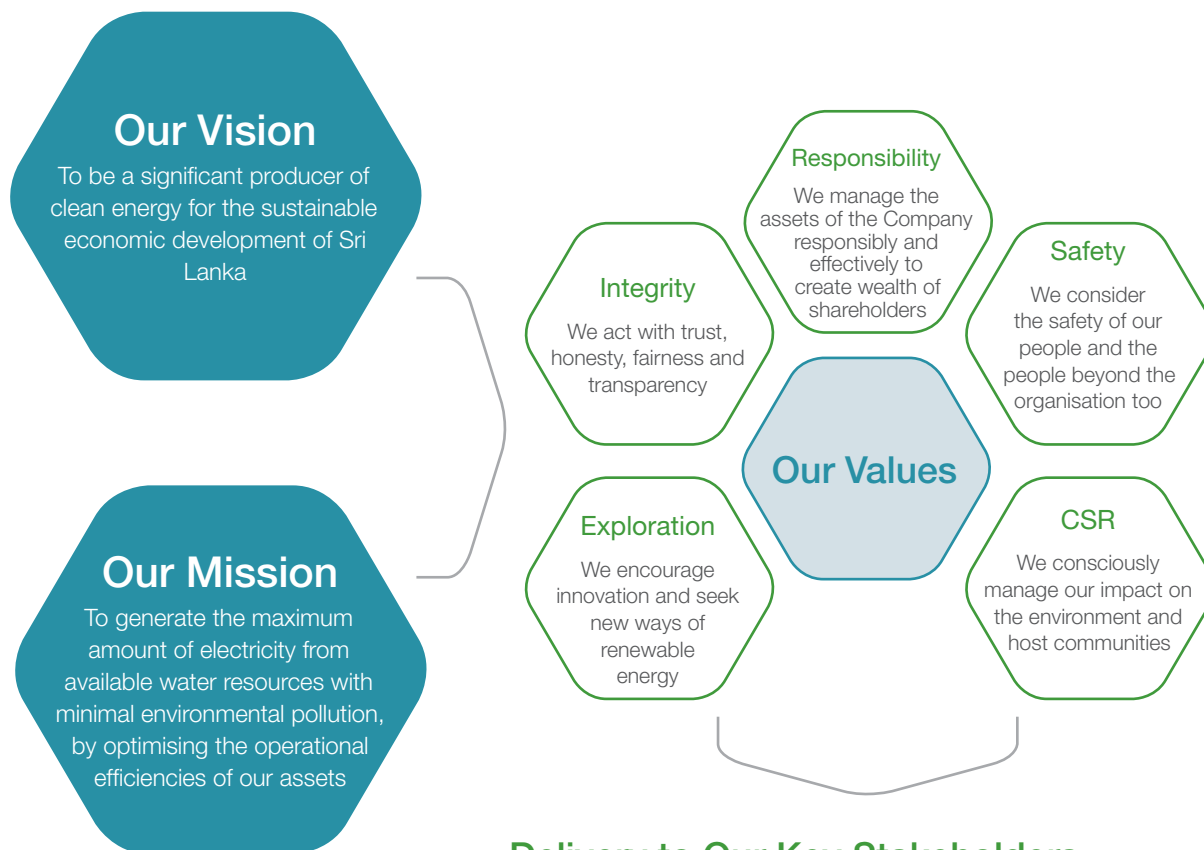 Our Vision
To be a significant producer of
clean energy for the sustainable
economic development of Sri
Lanka
Our Mission
To generate the maximum
amount of electricity from
available water resources with
minimal environmental pollution,
by optimising the operational
efficiencies of our assets
Responsibility
We manage the
assets of the Company
responsibly and
effectively to
create wealth of
shareholders
Integrity
We act with trust,
honesty, fairness and
transparency
Safety
We consider
the safety of our
people and the
people beyond the
organisation too
Our Values
Exploration
We encourage
innovation and seek
new ways of
renewable
energy
CSR
We consciously
manage our impact on
the environment and
host communities
Delivery to Our Key Stakeholders